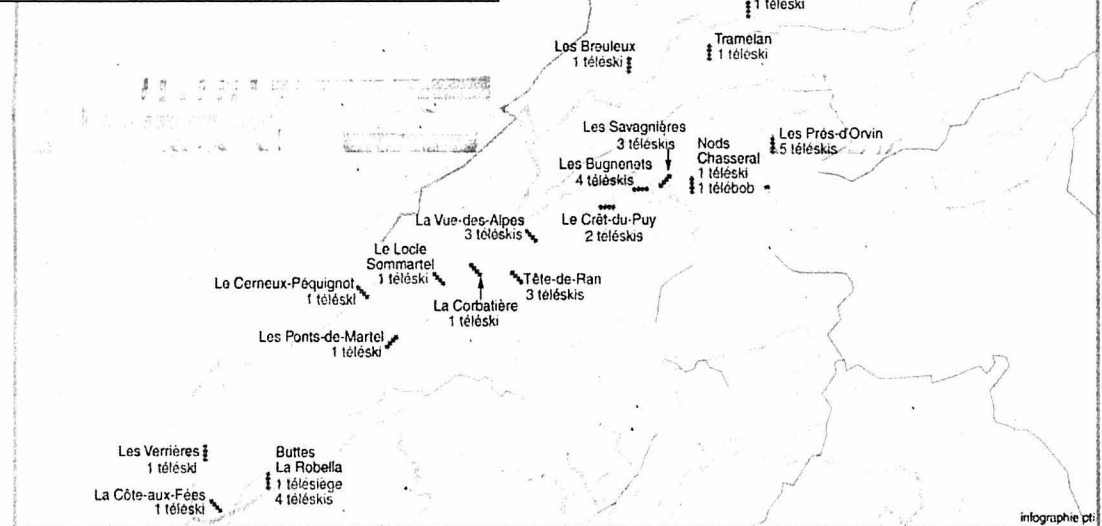 1 téleski
Les Breuleux
1 téléski
Tramelan
1 téléski
Les Savagnières
3 téléskis
Les Bugnenets
4 téléskis
Nods
Chasseral
1 téléski
1 télébob
Les Prés-d'Orvin
5 téléskis
La Vue-des-Alpes
3 téléskis
Le Crêt-du-Puy
2 téléskis
Le Locle
Sommartel
1 téléski
Le Cerneux-Péquignot
1 téléski
Tête-de-Ran
3 téléskis
La Corbatière
1 téléski
Les Ponts-de-Martel
1 téléski
Les Verrières
1 téléski
Buttes
La Robella
1 télésiège
4 téléskis
La Côte-aux-Fées
1 téléski
infographie pti